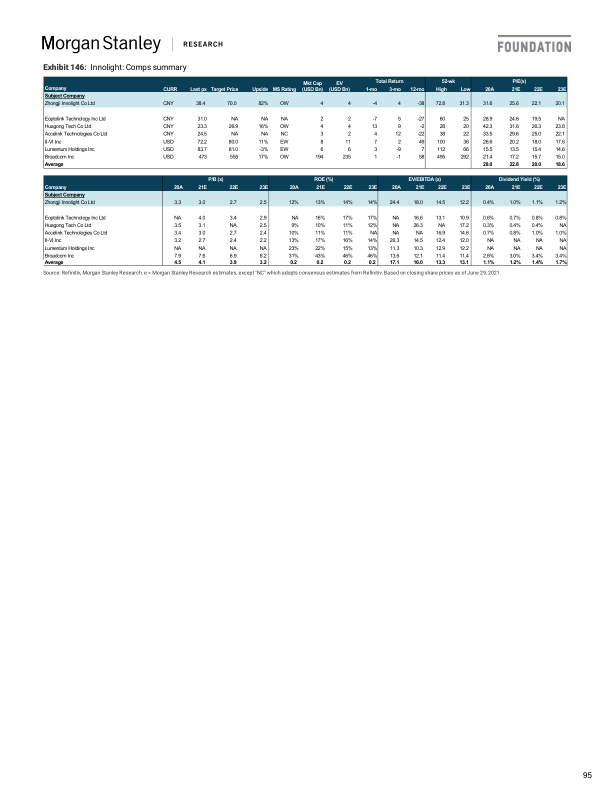 Morgan Stanley | RESEARCH
FOUNDATION
Exhibit 146: Innolight: Comps summary
Mkt Cap EV Total Return 52-wk P/E(x)
Company CURR Last px Target Price Upside MS Rating (USD Bn) (USD Bn) 1-mo 3-mo 12-mo High Low 20A 21E 22E 23E
Subject Company
Zhongji Innolight Co Ltd CNY 38.4 70.0 82% OW 4 4 -4 4 -38 72.8 31.3 31.6 25.6 22.1 20.1
Eoptolink Technology Inc Ltd CNY 31.0 NA NA NA 2 2 -7 5 -27 60 25 28.9 24.6 19.5 NA
Huagong Tech Co Ltd CNY 23.3 26.9 16% OW 4 4 13 9 -2 28 20 42.3 31.6 26.3 23.8
Accelink Technologies Co Ltd CNY 24.5 NA NA NC 3 2 4 12 -22 38 22 33.5 29.6 25.0 22.1
II-VI Inc USD 72.2 80.0 11% EW 8 11 7 2 49 100 36 26.6 20.2 18.0 17.6
Lumentum Holdings Inc USD 83.7 81.0 -3% EW 6 6 3 -9 7 112 66 15.5 13.5 15.4 14.6
Broadcom Inc USD 473 555 17% OW 194 235 1 -1 58 495 292 21.4 17.2 15.7 15.0
Average 28.0 22.8 20.0 18.6
P/B (x) ROE (%) EV/EBITDA (x) Dividend Yield (%)
Company 20A 21E 22E 23E 20A 21E 22E 23E 20A 21E 22E 23E 20A 21E 22E 23E
Subject Company
Zhongji Innolight Co Ltd 3.3 3.0 2.7 2.5 12% 13% 14% 14% 24.4 18.0 14.5 12.2 0.4% 1.0% 1.1% 1.2%
Eoptolink Technology Inc Ltd NA 4.0 3.4 2.9 NA 16% 17% 17% NA 16.6 13.1 10.9 0.6% 0.7% 0.8% 0.8%
Huagong Tech Co Ltd 3.5 3.1 NA 2.5 9% 10% 11% 12% NA 26.3 NA 17.2 0.3% 0.4% 0.4% NA
Accelink Technologies Co Ltd 3.4 3.0 2.7 2.4 10% 11% 11% NA NA NA 16.9 14.6 0.7% 0.8% 1.0% 1.0%
II-VI Inc 3.2 2.7 2.4 2.2 13% 17% 16% 14% 26.3 14.5 12.4 12.0 NA NA NA NA
Lumentum Holdings Inc NA NA NA NA 23% 22% 15% 13% 11.3 10.3 12.9 12.2 NA NA NA NA
Broadcom Inc 7.9 7.6 6.9 6.2 31% 43% 46% 46% 13.6 12.1 11.4 11.4 2.6% 3.0% 3.4% 3.4%
Average 4.5 4.1 3.9 3.2 0.2 0.2 0.2 0.2 17.1 16.0 13.3 13.1 1.1% 1.2% 1.4% 1.7%
Source: Refinitiv, Morgan Stanley Research, e = Morgan Stanley Research estimates, except "NC" which adopts consensus estimates from Refinitiv. Based on closing share prices as of June 29, 2021.
95